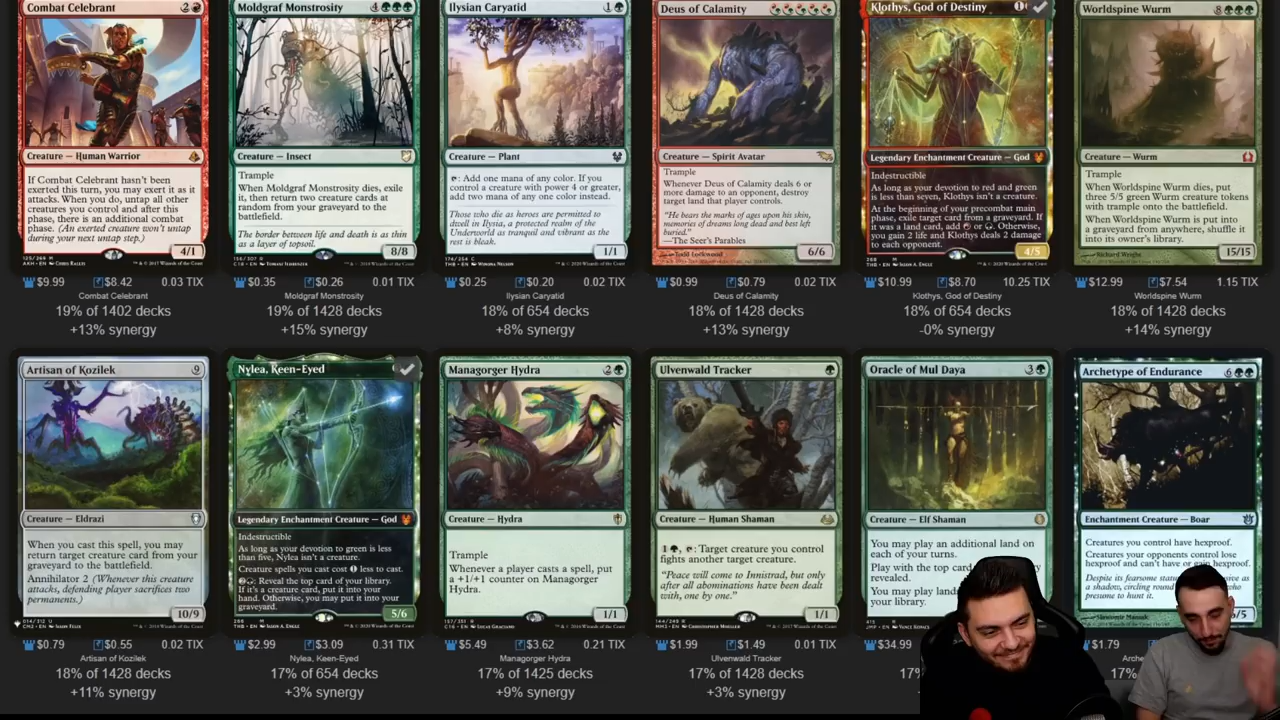 Combat Celebrant 2
Creature — Human Warrior
If Combat Celebrant hasn't been
exerted this turn, you may exert it as it
attacks. When you do, untap all other
creatures you control and after this
phase, there is an additional combat
phase. (An exerted creature won't untap
during your next untap step.)
4/1
$9.99 $8.42 0.03 TIX
Combat Celebrant
19% of 1402 decks
+13% synergy
Moldgraf Monstrosity 4
Creature — Insect
Trample
When Moldgraf Monstrosity dies, exile
it, then return two creature cards at
random from your graveyard to the
battlefield.
The border between life and death is as thin
as a layer of topsoil.
8/8
$0.35 $0.26 0.01 TIX
Moldgraf Monstrosity
19% of 1428 decks
+15% synergy
Ilysian Caryatid 1
Creature — Plant
: Add one mana of any color. If you
control a creature with power 4 or greater,
add two mana of any one color instead.
Those who die as heroes are permitted to
dwell in Ilysia, a protected realm of the
Underworld as tranquil and vibrant as the
rest is bleak.
1/1
$0.25 $0.20 0.02 TIX
Ilysian Caryatid
18% of 654 decks
+8% synergy
Deus of Calamity
Creature — Spirit Avatar
Trample
Whenever Deus of Calamity deals 6 or
more damage to an opponent, destroy
target land that player controls.
"He bears the marks of ages upon his skin,
memories of dreams long dead and best left
buried."
—The Seer's Parables
6/6
$0.99 $0.79 0.02 TIX
Deus of Calamity
18% of 1428 decks
+13% synergy
Klothys, God of Destiny 1
Legendary Enchantment Creature — God
Indestructible
As long as your devotion to red and green
is less than seven, Klothys isn't a creature.
At the beginning of your precombat main
phase, exile target card from a graveyard. If
it was a land card, add or . Otherwise,
you gain 2 life and Klothys deals 2 damage
to each opponent.
4/5
$10.99 $8.70 10.25 TIX
Klothys, God of Destiny
18% of 654 decks
-0% synergy
Worldspine Wurm 8
Creature — Wurm
Trample
When Worldspine Wurm dies, put
three 5/5 green Wurm creature tokens
with trample onto the battlefield.
When Worldspine Wurm is put into
a graveyard from anywhere, shuffle it
into its owner's library.
15/15
$12.99 $7.54 1.15 TIX
Worldspine Wurm
18% of 1428 decks
+14% synergy
Artisan of Kozilek 9
Creature — Eldrazi
When you cast this spell, you may
return target creature card from your
graveyard to the battlefield.
Annihilator 2 (Whenever this creature
attacks, defending player sacrifices two
permanents.)
10/9
$0.79 $0.55 0.02 TIX
Artisan of Kozilek
18% of 1428 decks
+11% synergy
Nylea, Keen-Eyed
Legendary Enchantment Creature — God
Indestructible
As long as your devotion to green is less
than five, Nylea isn't a creature.
Creature spells you cast cost 1 less to cast.
2 : Reveal the top card of your library.
If it's a creature card, put it into your
hand. Otherwise, you may put it into your
graveyard.
5/6
$2.99 $3.09 0.31 TIX
Nylea, Keen-Eyed
17% of 654 decks
+3% synergy
Managorger Hydra 2
Creature — Hydra
Trample
Whenever a player casts a spell, put
a +1/+1 counter on Managorger
Hydra.
1/1
$5.49 $3.62 0.21 TIX
Managorger Hydra
17% of 1425 decks
+9% synergy
Ulvenwald Tracker
Creature — Human Shaman
1 , : Target creature you control
fights another target creature.
"Peace will come to Innistrad, but only
after all abominations have been dealt
with, one by one."
1/1
$1.99 $1.49 0.01 TIX
Ulvenwald Tracker
17% of 1428 decks
+3% synergy
Oracle of Mul Daya 3
Creature — Elf Shaman
You may play an additional land on
each of your turns.
Play with the top card
revealed.
You may play
your library.
$34.99
17%
Archetype of Endurance 6
Enchantment Creature — Boar
Creatures you control have hexproof.
Creatures your opponents control lose
hexproof and can't have or gain hexproof.
Despite its fearsome
a shadow, circling who
presume to hunt it.
/5
$1.79
17%